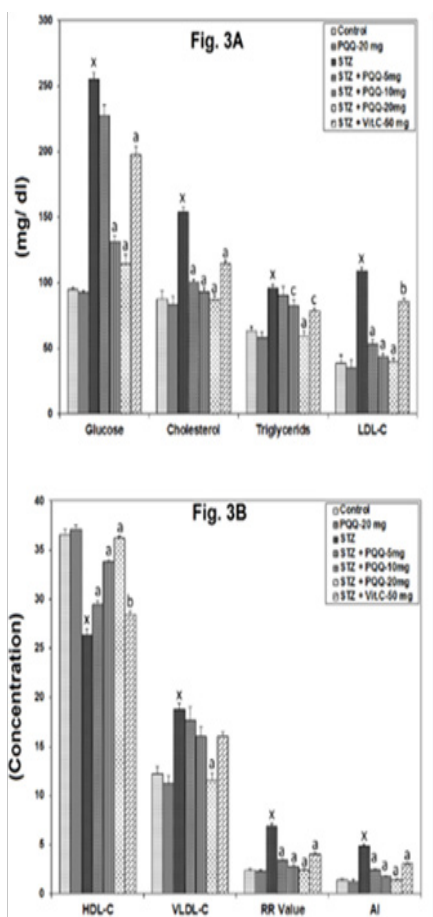 Fig. 3A
Control
PQQ-20 mg
STZ
STZ + PQQ-5mg
STZ + PQQ-10mg
STZ + PQQ-20mg
STZ + Vit.C-50 mg
(mg/ dl)
300
250
200
150
100
50
0
x
a
a
a
x
a
a
a
a
x
c
a
c
x
a
a
a
b
Glucose
Cholesterol
Triglycerids
LDL-C
Fig. 3B
Control
PQQ-20 mg
STZ
STZ + PQQ-5mg
STZ + PQQ-10mg
STZ + PQQ-20mg
STZ + Vit.C-50 mg
(Concentration)
40
35
30
25
20
15
10
5
0
x
a
a
a
b
x
a
x
a
a
a
a
x
a
a
a
a
HDL-C
VLDL-C
RR Value
AI